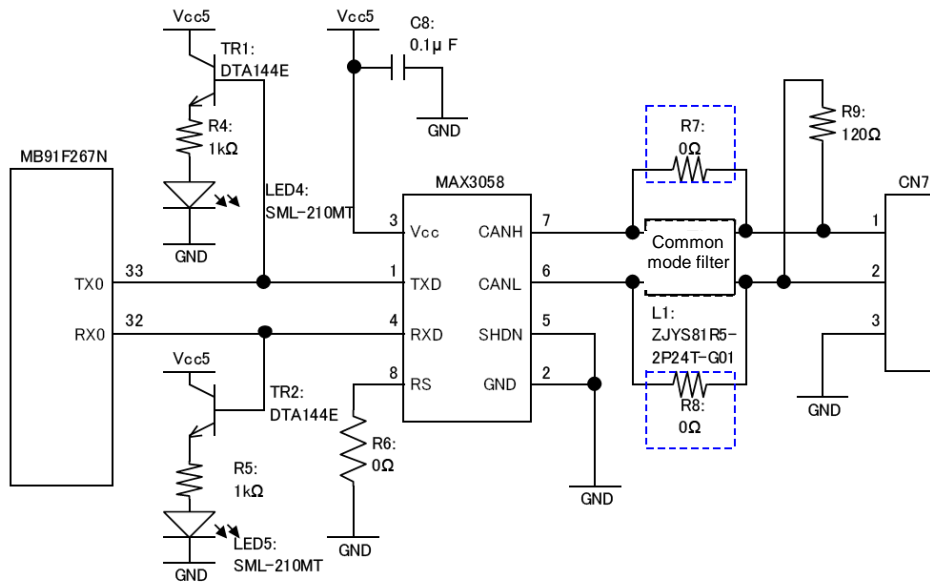 Vcc5
TR1:
DTA144E
R4:
1kΩ
LED4:
SML-210MT
GND
Vcc5
C8:
0.1μF
GND
MB91F267N
TX0
33
RX0
32
Vcc5
TR2:
DTA144E
R5:
1kΩ
LED5:
SML-210MT
GND
MAX3058
3
Vcc
CANH
7
1
TXD
CANL
6
4
RXD
SHDN
5
8
RS
GND
2
R6:
0Ω
GND
GND
R7:
0Ω
Common
mode filter
L1:
ZJYS81R5-
2P24T-G01
R8:
0Ω
R9:
120Ω
CN7
1
2
3
GND